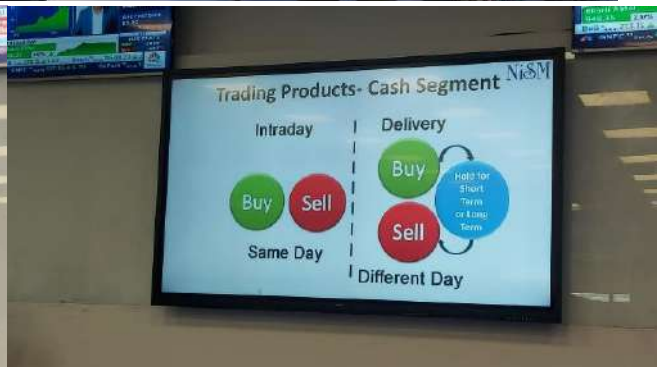 NiSM
Trading Products- Cash Segment
Intraday
Delivery
Buy
Sell
Same Day
Buy
Sell
Hold for
Short
Term
or Long
Term
Different Day